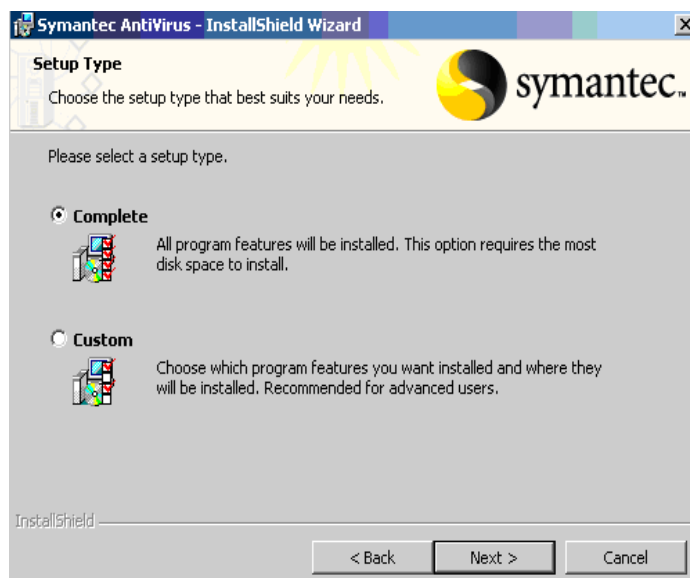 Symantec AntiVirus - InstallShield Wizard
Setup Type
Choose the setup type that best suits your needs.
symantec™
Please select a setup type.
Complete
All program features will be installed. This option requires the most
disk space to install.
Custom
Choose which program features you want installed and where they
will be installed. Recommended for advanced users.
InstallShield
< Back
Next >
Cancel